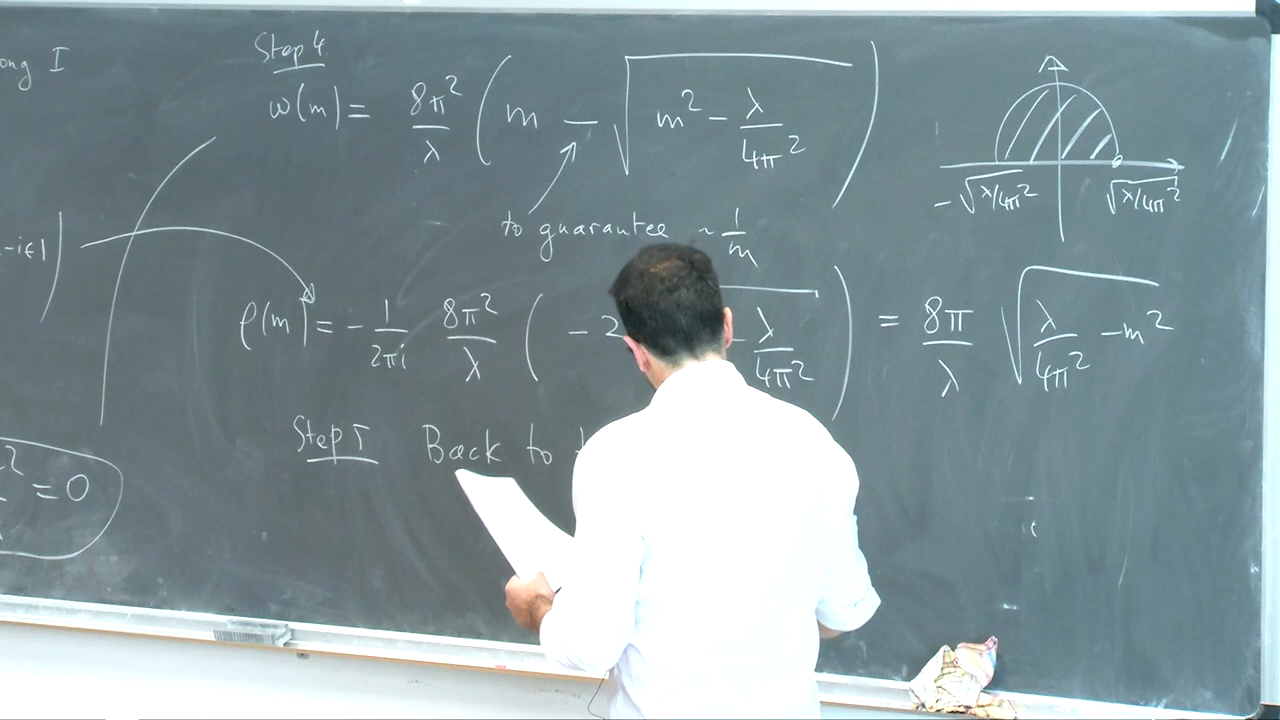 ong I
Step 4
ω(m) = 8π²/λ (m − √(m² − λ/4π²))
−√(λ/4π²) √(λ/4π²)
to guarantee ~ 1/m
-iε)
ρ(m) = − 1/2πi 8π²/λ ( −2 − λ/4π² ) = 8π/λ √(λ/4π² − m²)
Step 5 Back to
2 = 0